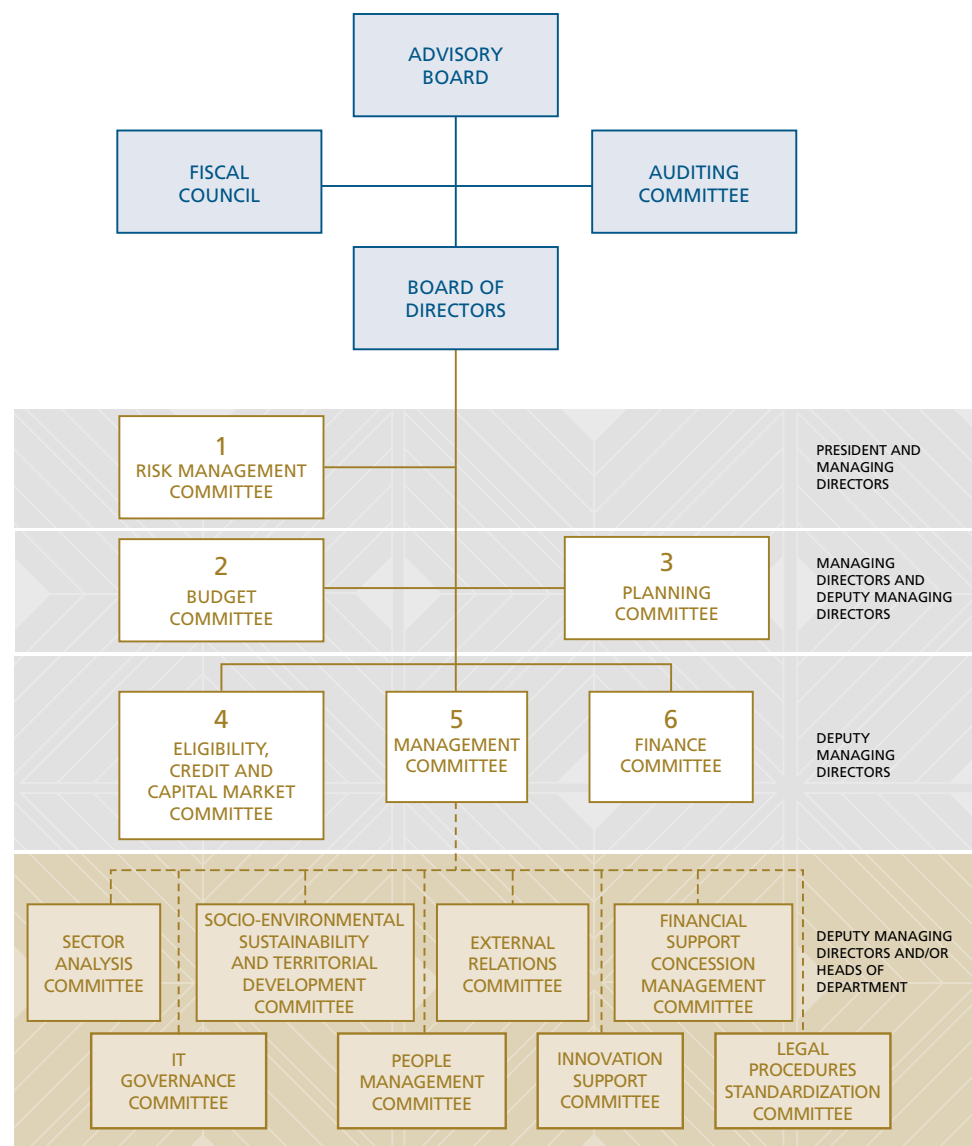 ADVISORY
BOARD
FISCAL
COUNCIL
AUDITING
COMMITTEE
BOARD OF
DIRECTORS
1
RISK MANAGEMENT
COMMITTEE
PRESIDENT AND
MANAGING
DIRECTORS
2
BUDGET
COMMITTEE
3
PLANNING
COMMITTEE
MANAGING
DIRECTORS AND
DEPUTY MANAGING
DIRECTORS
4
ELIGIBILITY,
CREDIT AND
CAPITAL MARKET
COMMITTEE
5
MANAGEMENT
COMMITTEE
6
FINANCE
COMMITTEE
DEPUTY
MANAGING
DIRECTORS
SECTOR
ANALYSIS
COMMITTEE
SOCIO-ENVIRONMENTAL
SUSTAINABILITY
AND TERRITORIAL
DEVELOPMENT
COMMITTEE
EXTERNAL
RELATIONS
COMMITTEE
FINANCIAL
SUPPORT
CONCESSION
MANAGEMENT
COMMITTEE
DEPUTY MANAGING
DIRECTORS AND/OR
HEADS OF
DEPARTMENT
IT
GOVERNANCE
COMMITTEE
PEOPLE
MANAGEMENT
COMMITTEE
INNOVATION
SUPPORT
COMMITTEE
LEGAL
PROCEDURES
STANDARDIZATION
COMMITTEE